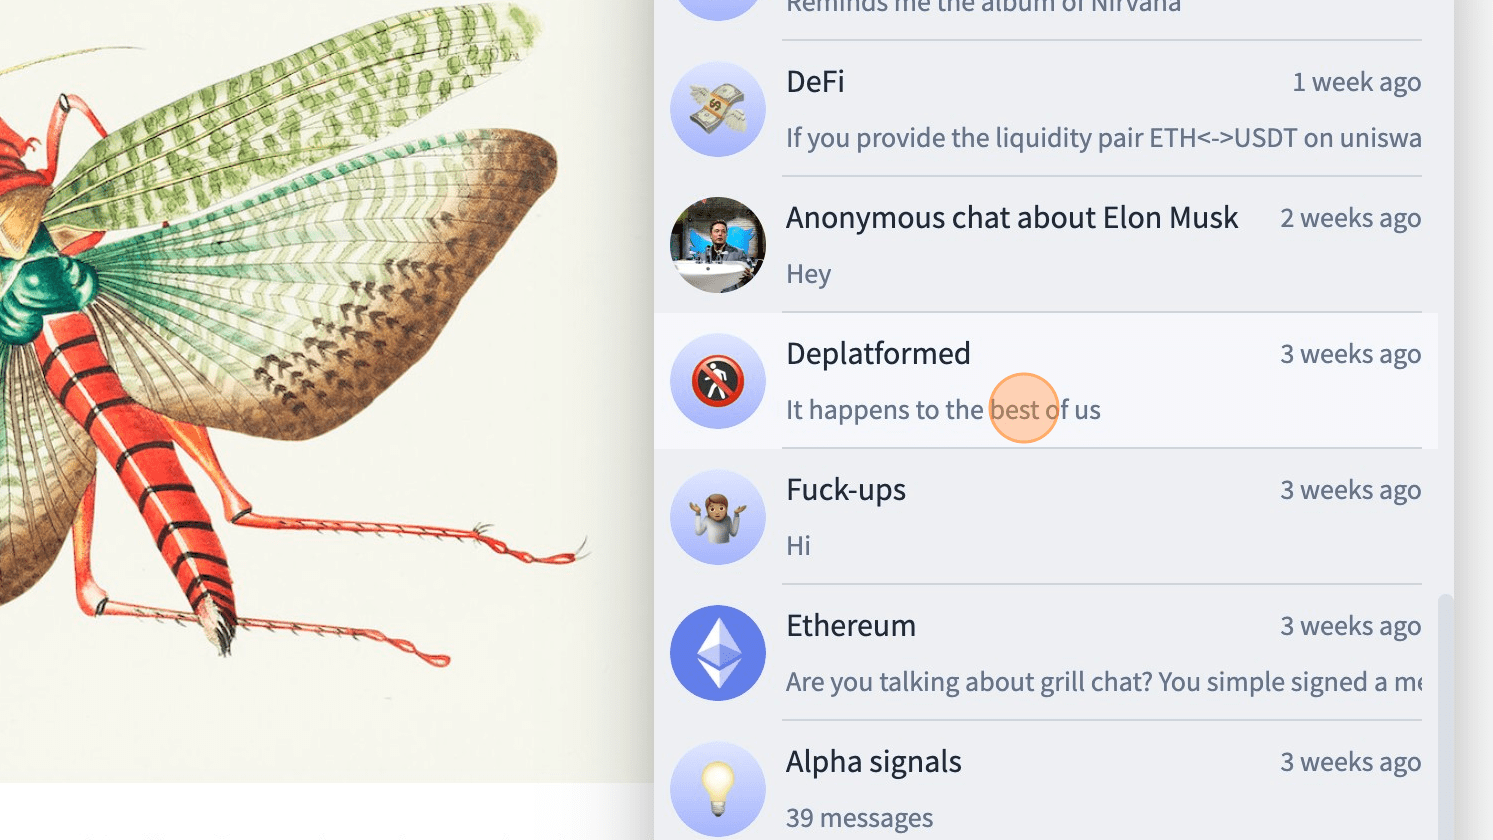 Reminds me the album of Nirvana
DeFi
1 week ago
If you provide the liquidity pair ETH<->USDT on uniswa
Anonymous chat about Elon Musk
2 weeks ago
Hey
Deplatformed
3 weeks ago
It happens to the best of us
Fuck-ups
3 weeks ago
Hi
Ethereum
3 weeks ago
Are you talking about grill chat? You simple signed a me
Alpha signals
3 weeks ago
39 messages